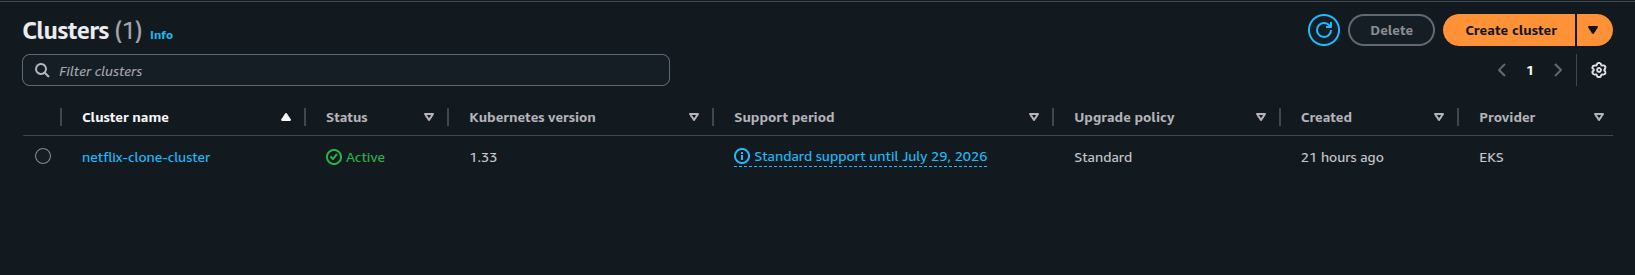 Clusters (1) Info
Delete
Create cluster
Filter clusters
1
Cluster name Status Kubernetes version Support period Upgrade policy Created Provider
netflix-clone-cluster Active 1.33 Standard support until July 29, 2026 Standard 21 hours ago EKS